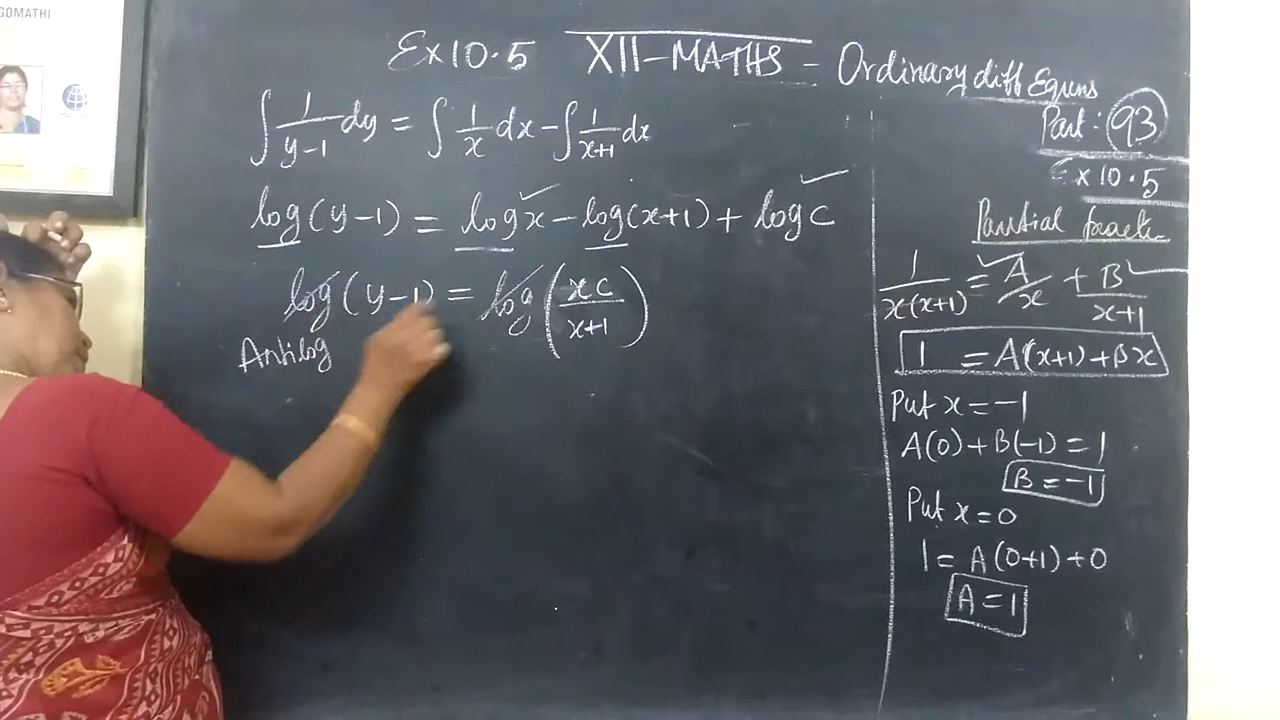 GOMATHI
Ex 10.5 XII-MATHS - Ordinary diff Equns
Part: 93
Ex 10.5
∫ 1/(y-1) dy = ∫ 1/x dx - ∫ 1/(x+1) dx
log(y-1) = log x - log(x+1) + log c
log(y-1) = log(xc/(x+1))
Antilog
Partial fractn
1/(x(x+1)) = A/x + B/(x+1)
1 = A(x+1) + Bx
Put x = -1
A(0) + B(-1) = 1
B = -1
Put x = 0
1 = A(0+1) + 0
A = 1